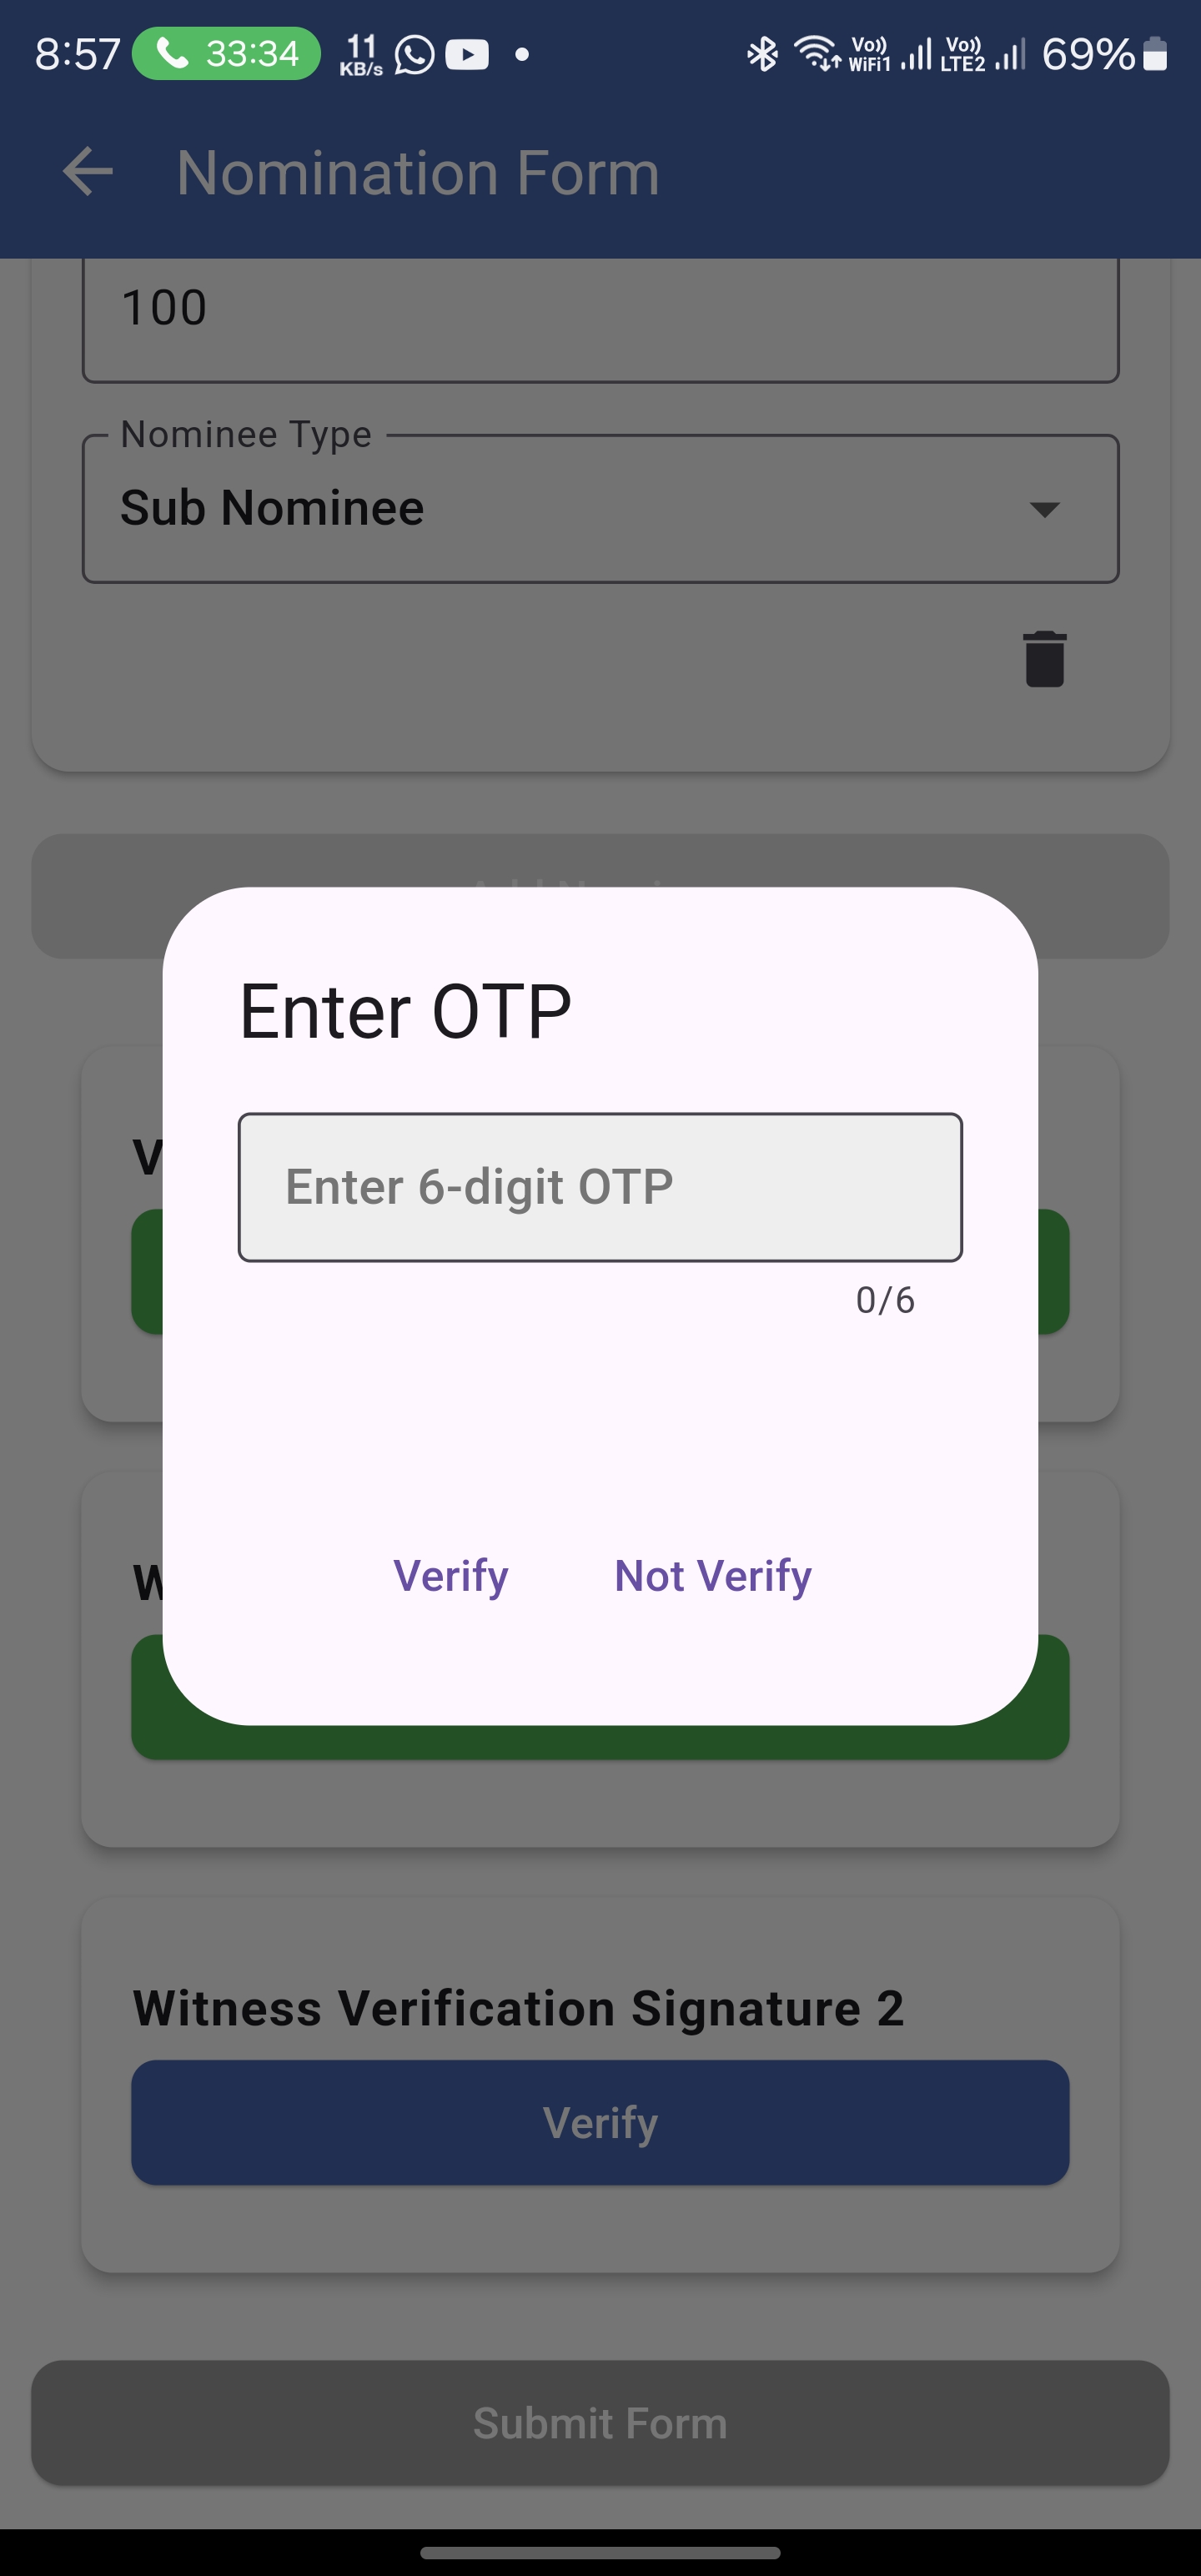 8:57 33:34 11 KB/s Vo)) WiFi1 Vo)) LTE2 69%
Nomination Form
100
Nominee Type
Sub Nominee
Enter OTP
Enter 6-digit OTP
0/6
Verify Not Verify
Witness Verification Signature 2
Verify
Submit Form